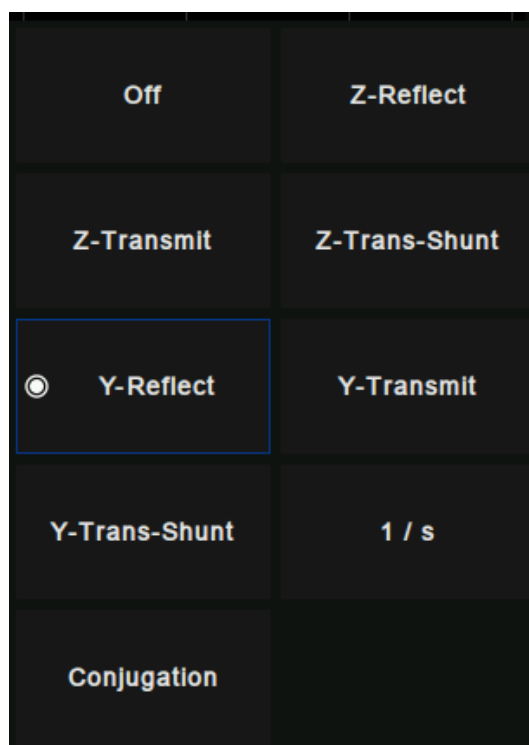 Off
Z-Reflect
Z-Transmit
Z-Trans-Shunt
Y-Reflect
Y-Transmit
Y-Trans-Shunt
1 / s
Conjugation